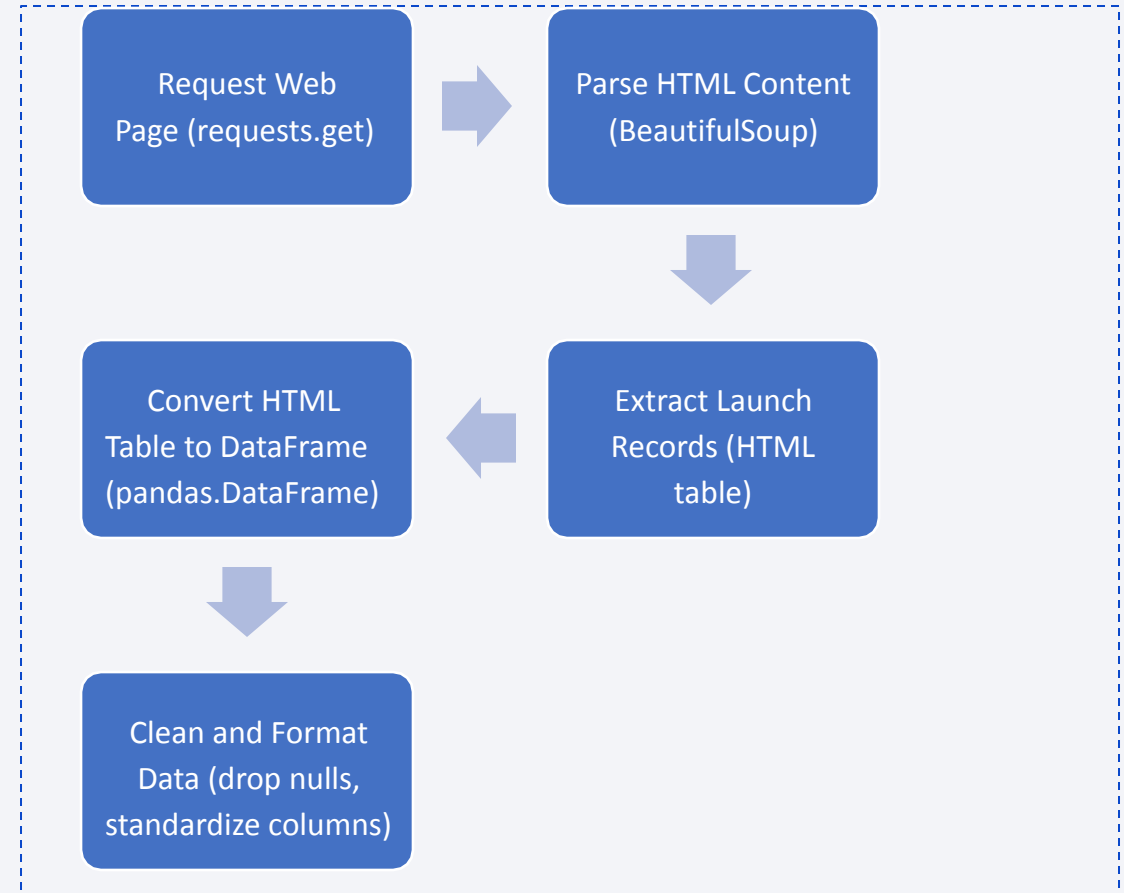 Request Web
Page (requests.get)
Parse HTML Content
(BeautifulSoup)
Extract Launch
Records (HTML
table)
Convert HTML
Table to DataFrame
(pandas.DataFrame)
Clean and Format
Data (drop nulls,
standardize columns)